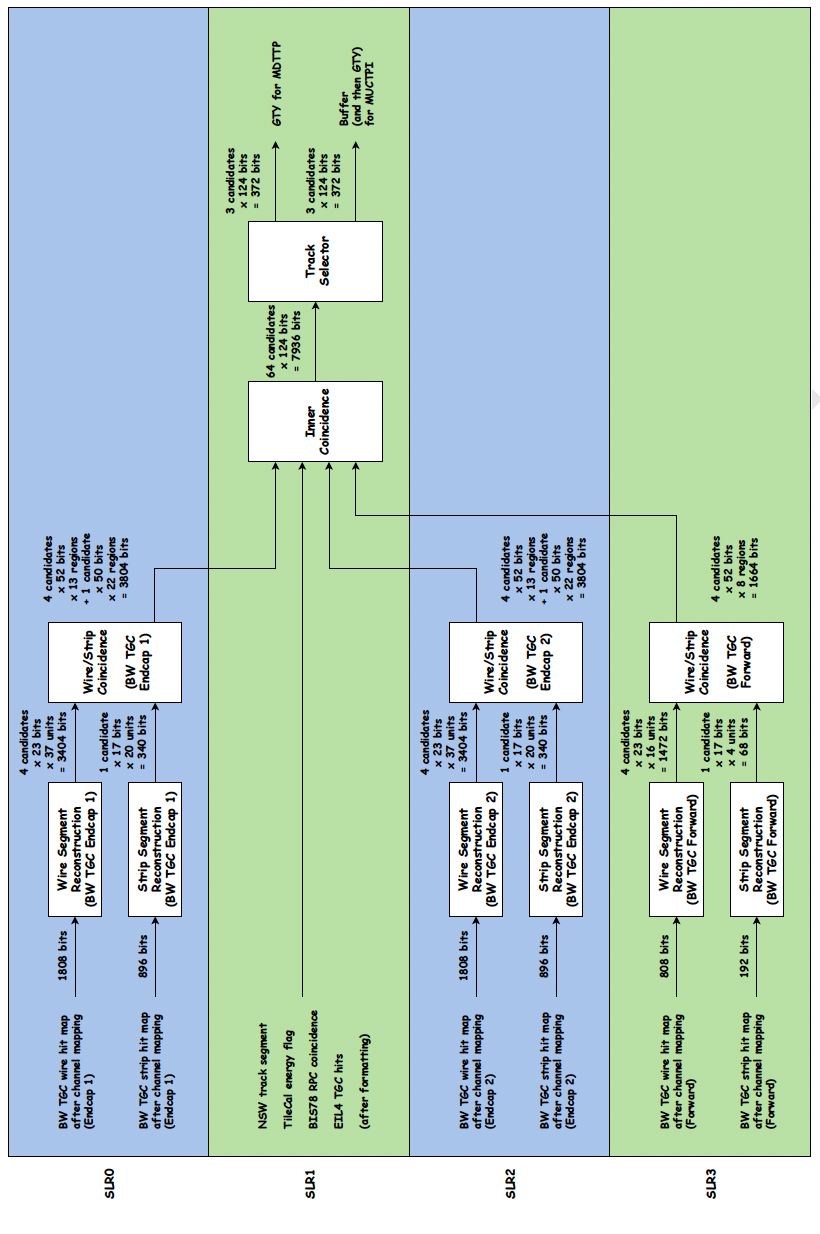 SLR0
BW TGC wire hit map
after channel mapping
(Endcap 1)
1808 bits
Wire Segment
Reconstruction
(BW TGC Endcap 1)
4 candidates
× 23 bits
× 37 units
= 3404 bits
BW TGC strip hit map
after channel mapping
(Endcap 1)
896 bits
Strip Segment
Reconstruction
(BW TGC Endcap 1)
1 candidate
× 17 bits
× 20 units
= 340 bits
Wire/Strip
Coincidence
(BW TGC
Endcap 1)
4 candidates
× 52 bits
× 13 regions
+ 1 candidate
× 50 bits
× 22 regions
= 3804 bits
SLR1
NSW track segment
TileCal energy flag
BIS78 RPC coincidence
EIL4 TGC hits
(after formatting)
Inner
Coincidence
64 candidates
× 124 bits
= 7936 bits
Track
Selector
3 candidates
× 124 bits
= 372 bits
GTY for MDTTP
3 candidates
× 124 bits
= 372 bits
Buffer
(and then GTY)
for MUCTPI
SLR2
BW TGC wire hit map
after channel mapping
(Endcap 2)
1808 bits
Wire Segment
Reconstruction
(BW TGC Endcap 2)
4 candidates
× 23 bits
× 37 units
= 3404 bits
BW TGC strip hit map
after channel mapping
(Endcap 2)
896 bits
Strip Segment
Reconstruction
(BW TGC Endcap 2)
1 candidate
× 17 bits
× 20 units
= 340 bits
Wire/Strip
Coincidence
(BW TGC
Endcap 2)
4 candidates
× 52 bits
× 13 regions
+ 1 candidate
× 50 bits
× 22 regions
= 3804 bits
SLR3
BW TGC wire hit map
after channel mapping
(Forward)
808 bits
Wire Segment
Reconstruction
(BW TGC Forward)
4 candidates
× 23 bits
× 16 units
= 1472 bits
BW TGC strip hit map
after channel mapping
(Forward)
192 bits
Strip Segment
Reconstruction
(BW TGC Forward)
1 candidate
× 17 bits
× 4 units
= 68 bits
Wire/Strip
Coincidence
(BW TGC
Forward)
4 candidates
× 52 bits
× 8 regions
= 1664 bits